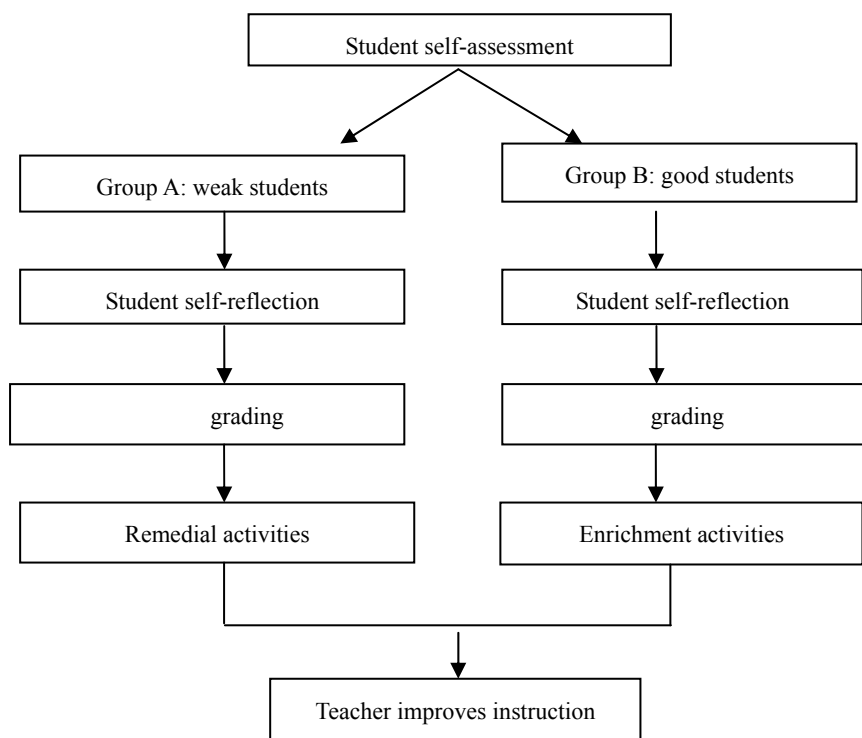 Student self-assessment
Group A: weak students
Group B: good students
Student self-reflection
Student self-reflection
grading
grading
Remedial activities
Enrichment activities
Teacher improves instruction